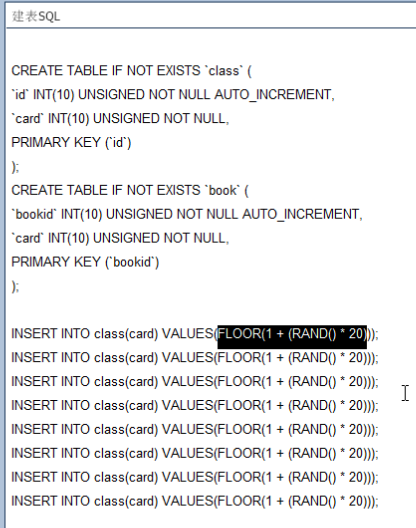 建表SQL
CREATE TABLE IF NOT EXISTS `class` (
`id` INT(10) UNSIGNED NOT NULL AUTO_INCREMENT,
`card` INT(10) UNSIGNED NOT NULL,
PRIMARY KEY (`id`)
);
CREATE TABLE IF NOT EXISTS `book` (
`bookid` INT(10) UNSIGNED NOT NULL AUTO_INCREMENT,
`card` INT(10) UNSIGNED NOT NULL,
PRIMARY KEY (`bookid`)
);
INSERT INTO class(card) VALUES(FLOOR(1 + (RAND() * 20)));
INSERT INTO class(card) VALUES(FLOOR(1 + (RAND() * 20)));
INSERT INTO class(card) VALUES(FLOOR(1 + (RAND() * 20)));
INSERT INTO class(card) VALUES(FLOOR(1 + (RAND() * 20)));
INSERT INTO class(card) VALUES(FLOOR(1 + (RAND() * 20)));
INSERT INTO class(card) VALUES(FLOOR(1 + (RAND() * 20)));
INSERT INTO class(card) VALUES(FLOOR(1 + (RAND() * 20)));
INSERT INTO class(card) VALUES(FLOOR(1 + (RAND() * 20)));